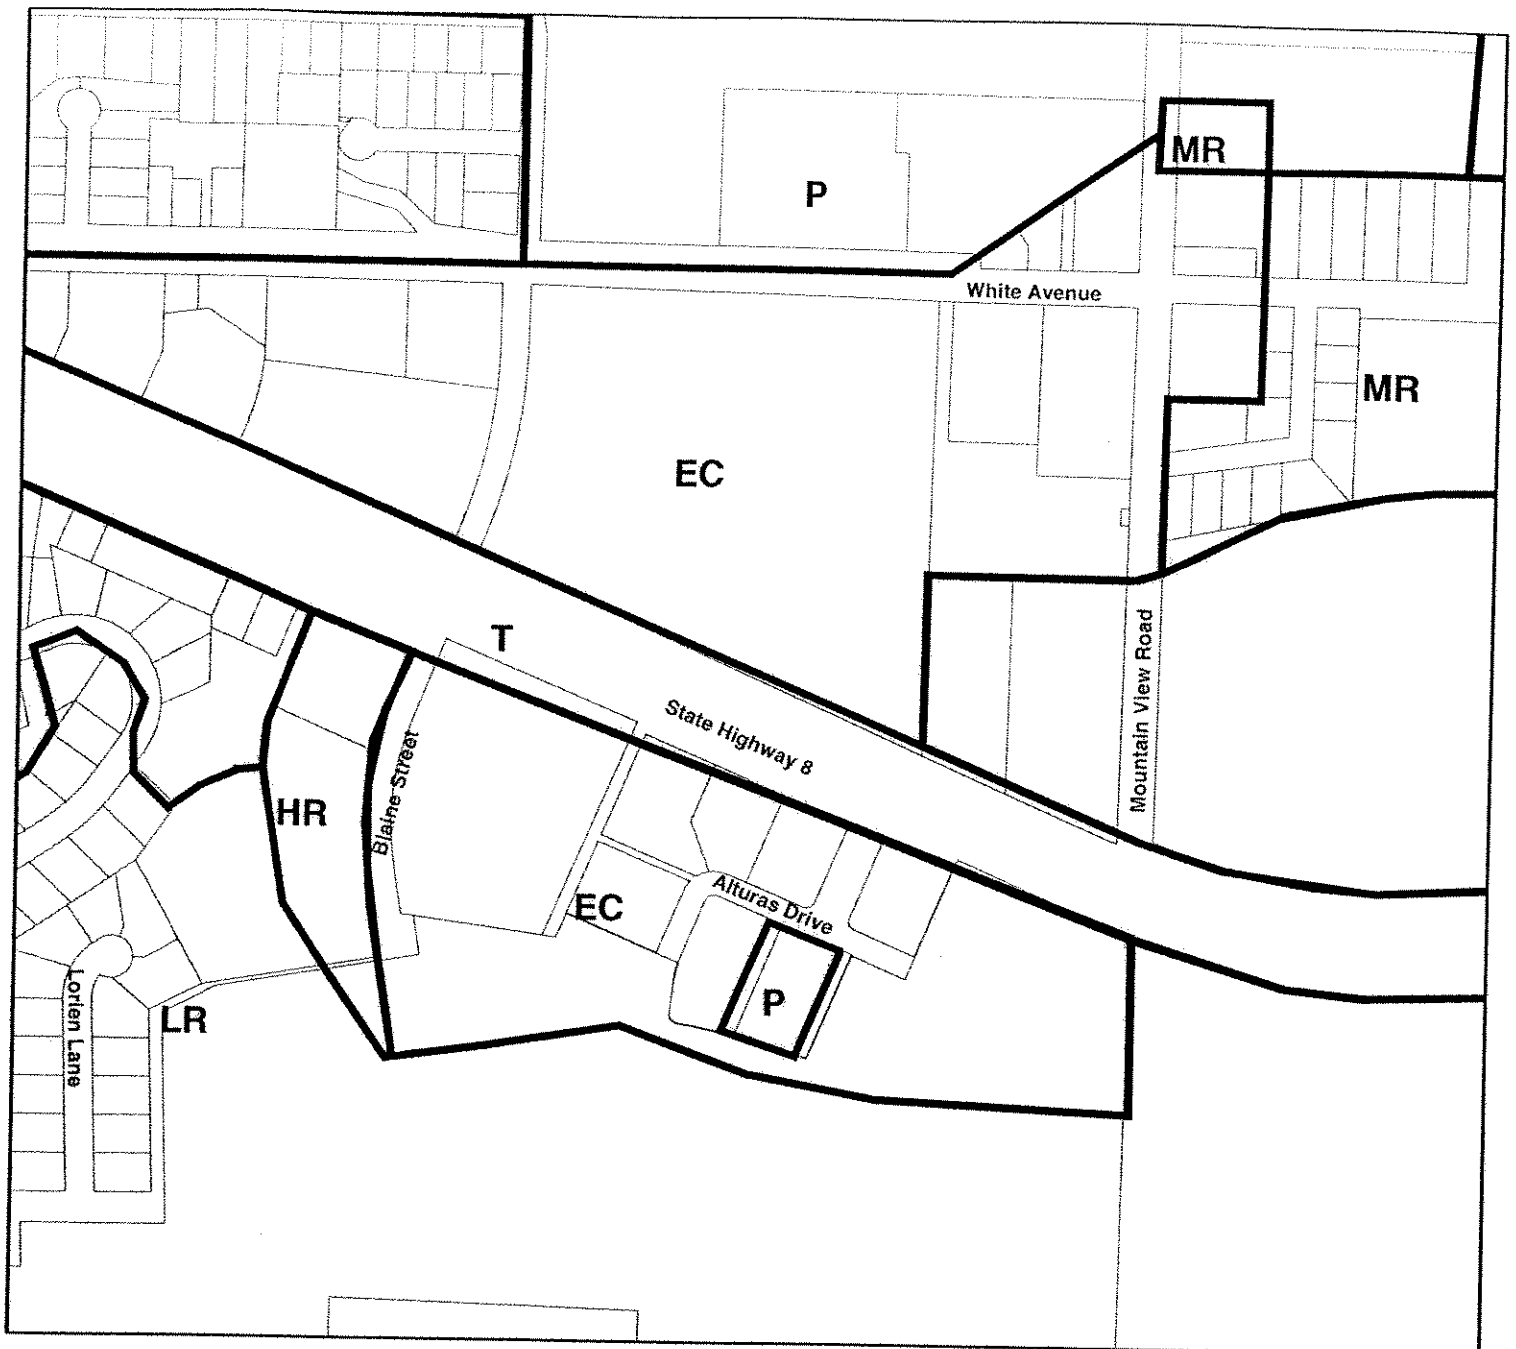 MR
P
White Avenue
MR
EC
T
State Highway 8
Mountain View Road
HR
Blaine Street
EC
Alturas Drive
P
LR
Lorien Lane